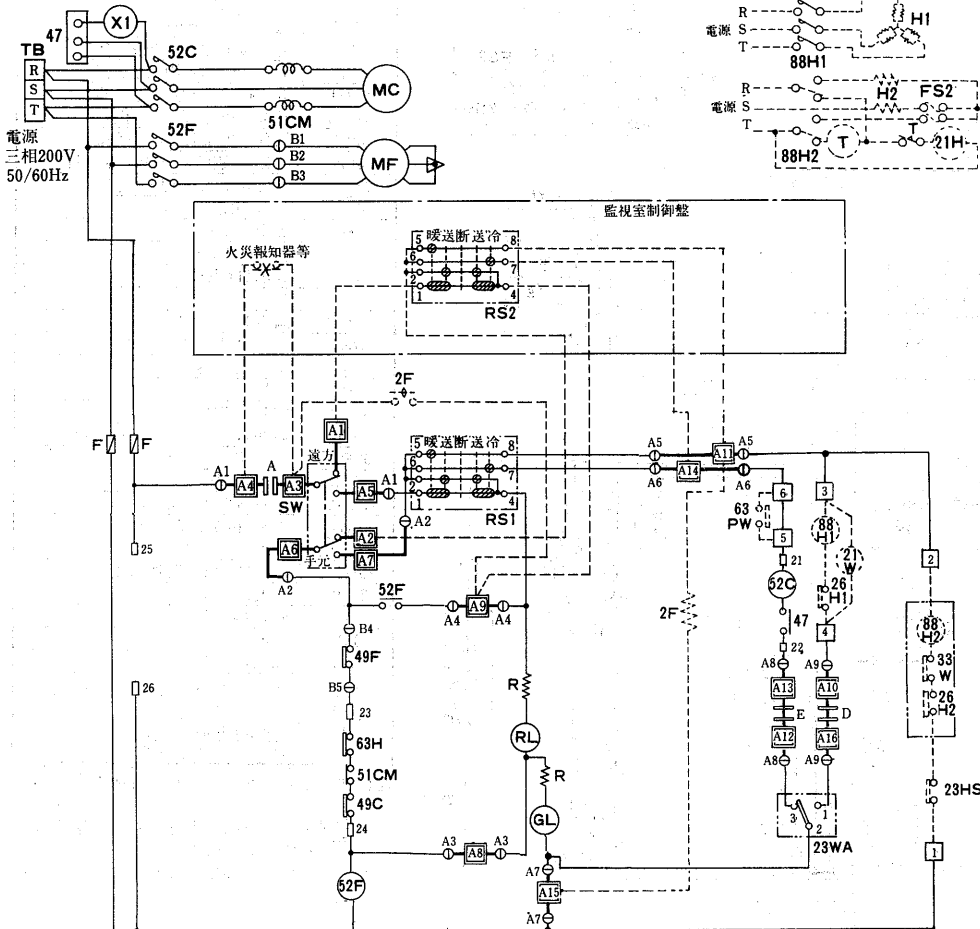 47
X1
TB
R
S
T
52C
51CM
MC
電源
三相200V
50/60Hz
52F
B1
B2
B3
MF
R
電源 S
T
88H1
H1
R
電源 S
T
H2
FS2
88H2
T
T
21H
監視室制御盤
火災報知器等
5 暖送断送冷 8
6
7
2
1
4
RS2
2F
F
F
A1
A4
A
A3
SW
遠方
A1
A5
A1
5 暖送断送冷 8
6
7
2
1
4
RS1
A2
A2
A7
A6
手元
A2
52F
A4
A9
A4
A5
A11
A5
A6
A14
A6
25
26
B4
49F
B5
23
63H
51CM
49C
24
52F
A3
A8
A3
R
RL
R
GL
A7
A15
A7
2F
6
63
PW
5
21
52C
47
22
A8
A13
E
A12
A8
3
88
H1
21
W
26
H1
4
A9
A10
D
A16
A9
3
1
2
23WA
2
88
H2
33
W
26
H2
23HS
1